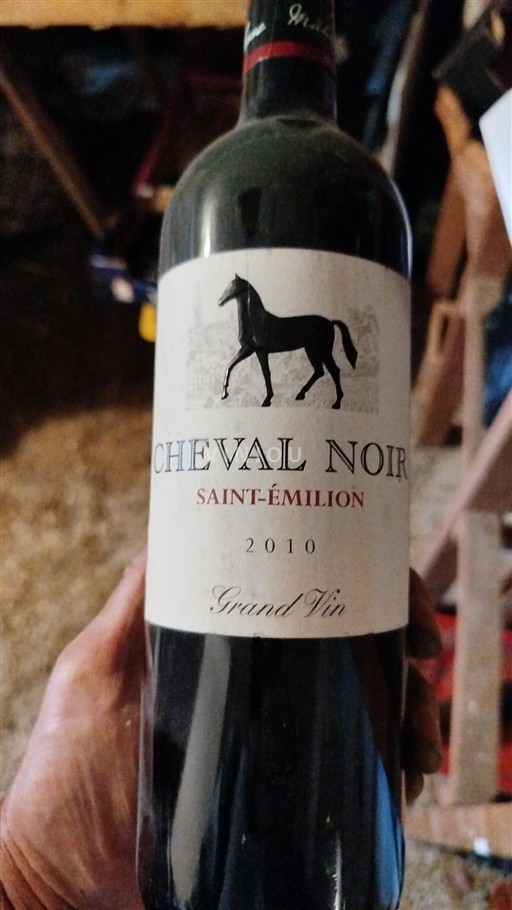 CHEVAL NOIR
SAINT-ÉMILION
2010
Grand Vin